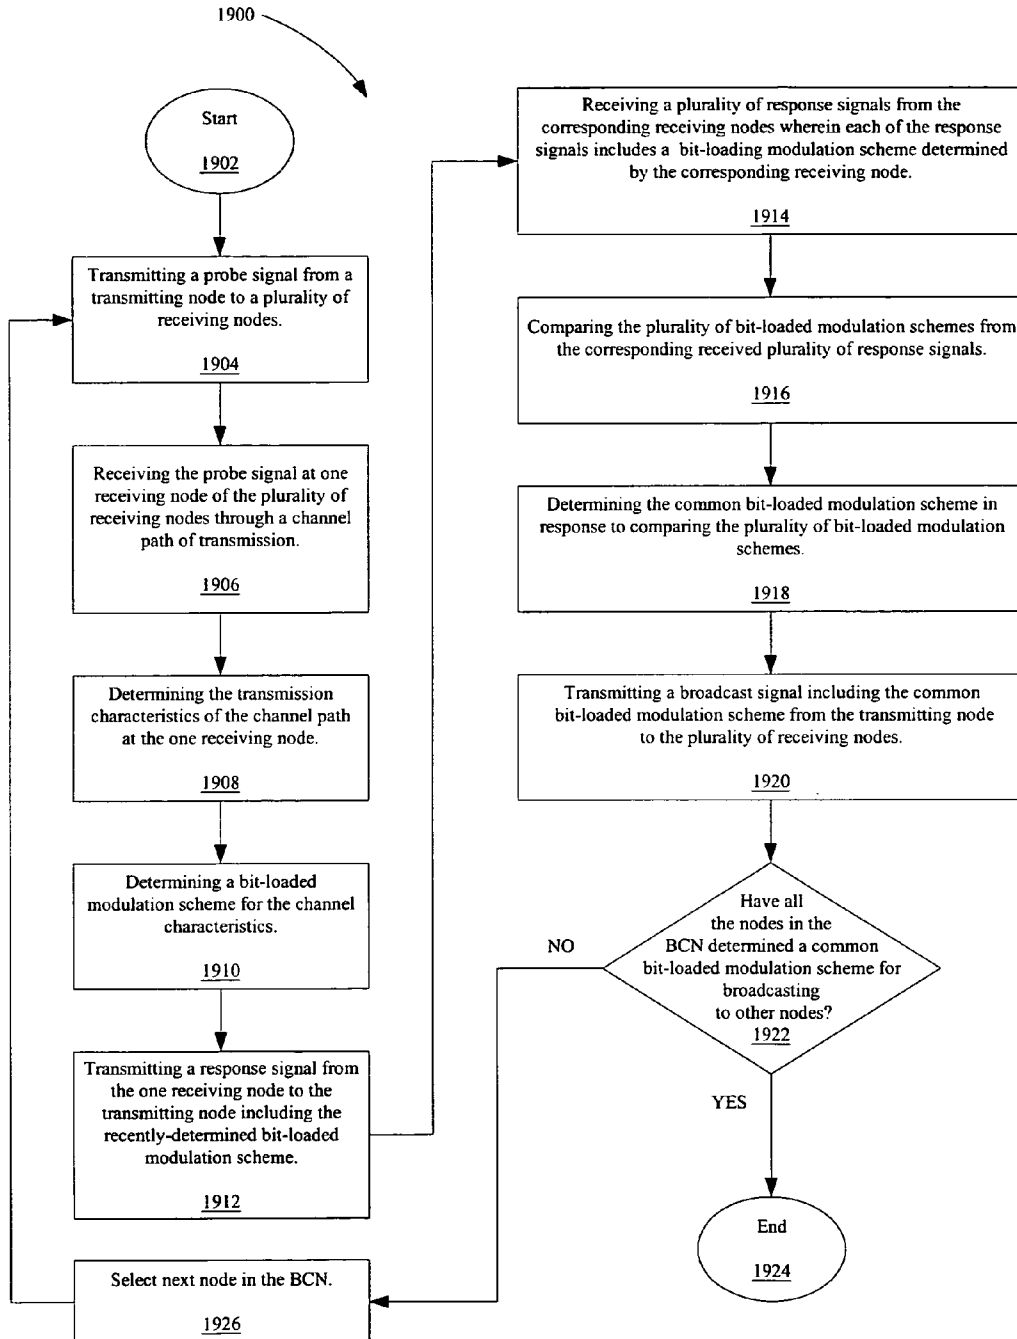 1900
Start
1902
Transmitting a probe signal from a
transmitting node to a plurality of
receiving nodes.
1904
Receiving the probe signal at one
receiving node of the plurality of
receiving nodes through a channel
path of transmission.
1906
Determining the transmission
characteristics of the channel path
at the one receiving node.
1908
Determining a bit-loaded
modulation scheme for the channel
characteristics.
1910
Transmitting a response signal from
the one receiving node to the
transmitting node including the
recently-determined bit-loaded
modulation scheme.
1912
Receiving a plurality of response signals from the
corresponding receiving nodes wherein each of the response
signals includes a bit-loading modulation scheme determined
by the corresponding receiving node.
1914
Comparing the plurality of bit-loaded modulation schemes from
the corresponding received plurality of response signals.
1916
Determining the common bit-loaded modulation scheme in
response to comparing the plurality of bit-loaded modulation
schemes.
1918
Transmitting a broadcast signal including the common
bit-loaded modulation scheme from the transmitting node
to the plurality of receiving nodes.
1920
Have all
the nodes in the
BCN determined a common
bit-loaded modulation scheme for
broadcasting
to other nodes?
1922
NO
YES
End
1924
Select next node in the BCN.
1926